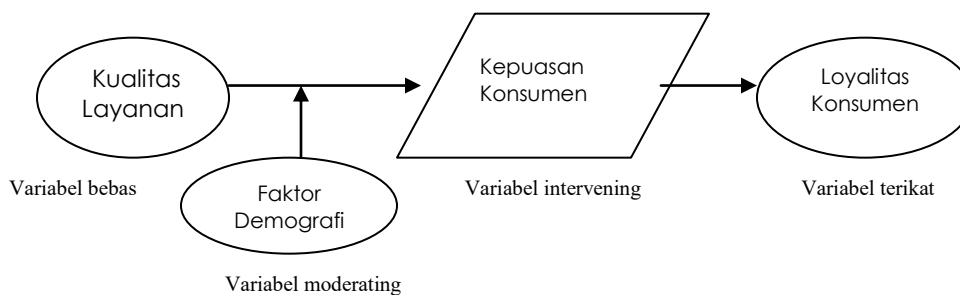 Kualitas
Layanan
Kepuasan
Konsumen
Loyalitas
Konsumen
Variabel bebas
Faktor
Demografi
Variabel intervening
Variabel terikat
Variabel moderating